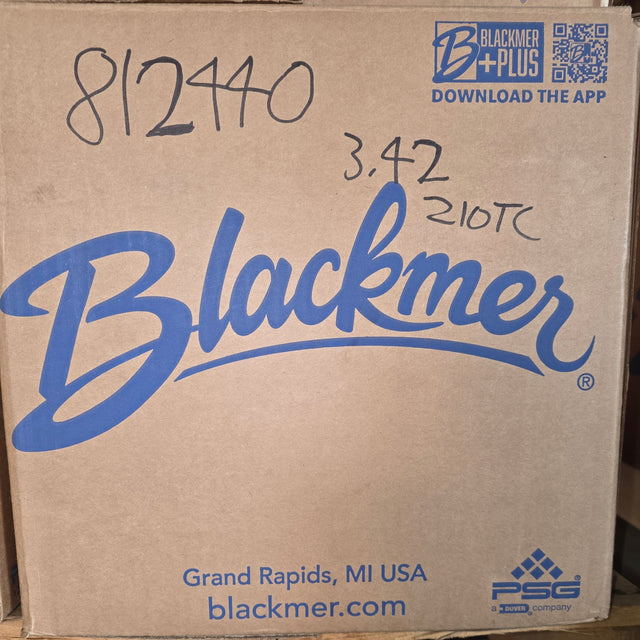 812440
BLACKMER
+PLUS
DOWNLOAD THE APP
3.42
210TC
Blackmer®
Grand Rapids, MI USA
blackmer.com
PSG®
a DOVER company